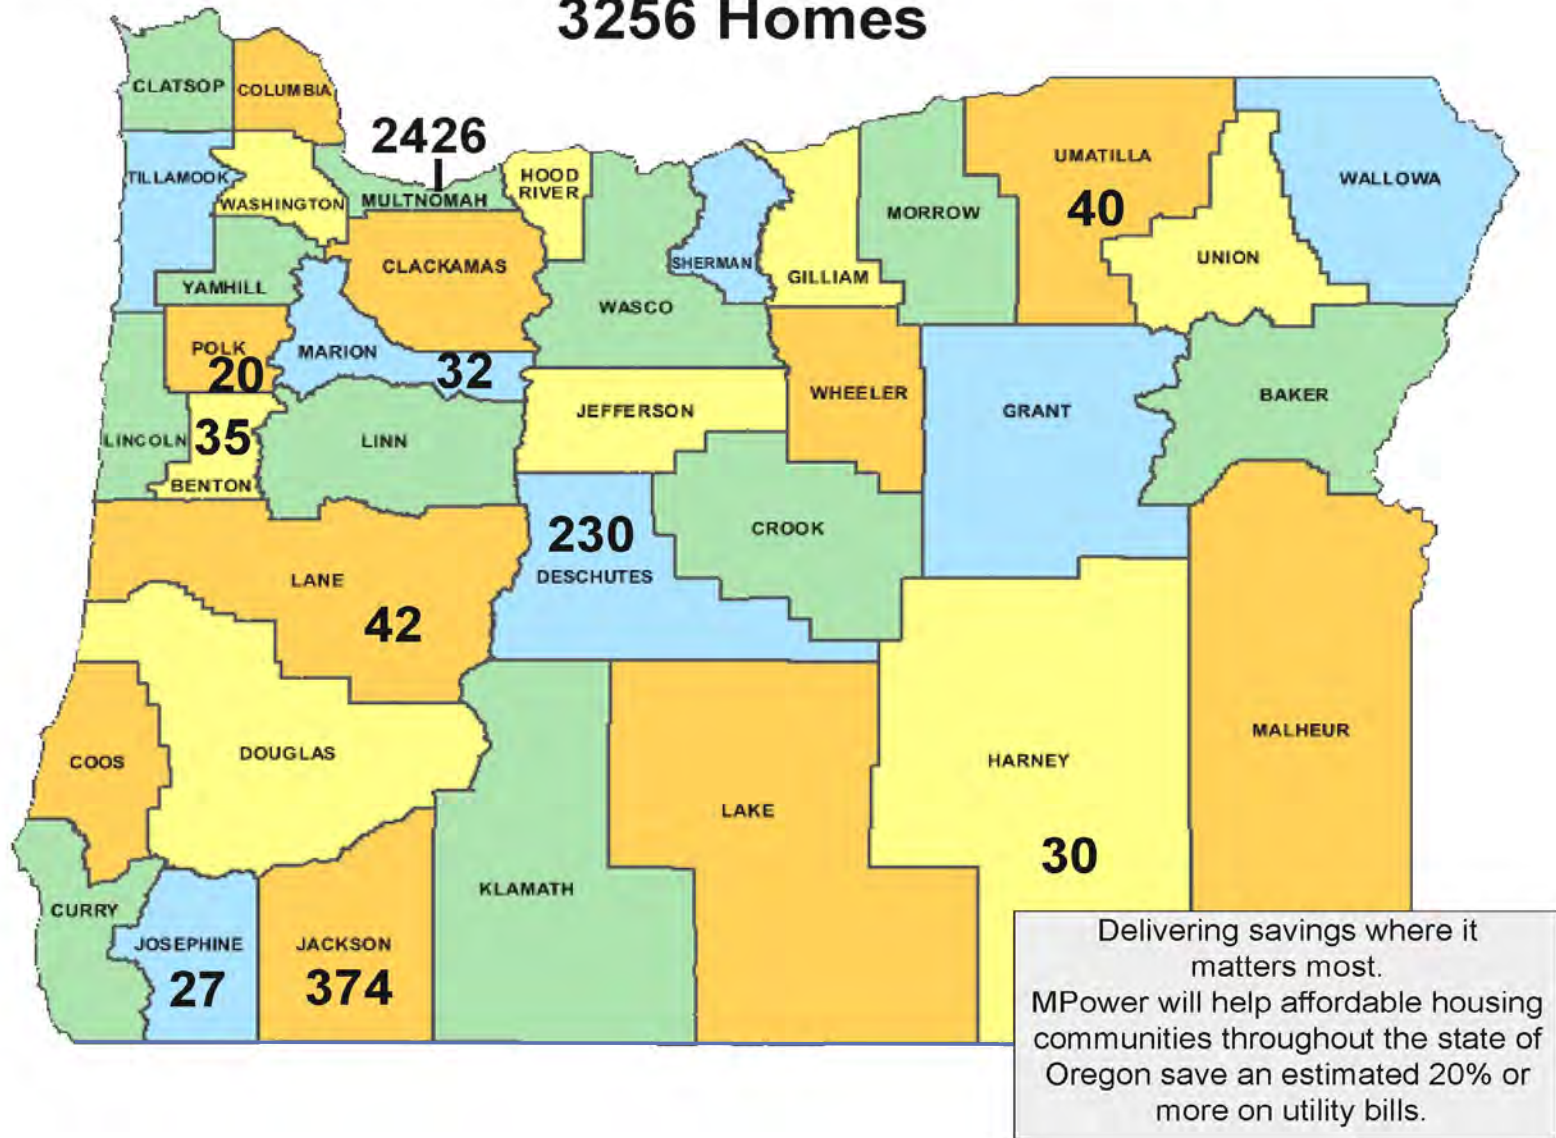 3256 Homes
CLATSOP
COLUMBIA
2426
TILLAMOOK
WASHINGTON
MULTNOMAH
HOOD
RIVER
CLACKAMAS
YAMHILL
WASCO
SHERMAN
GILLIAM
MORROW
UMATILLA
40
UNION
WALLOWA
POLK
20
MARION
32
LINCOLN
35
BENTON
LINN
JEFFERSON
WHEELER
GRANT
BAKER
230
DESCHUTES
CROOK
LANE
42
COOS
DOUGLAS
LAKE
HARNEY
30
MALHEUR
KLAMATH
CURRY
JOSEPHINE
27
JACKSON
374
Delivering savings where it
matters most.
MPower will help affordable housing
communities throughout the state of
Oregon save an estimated 20% or
more on utility bills.